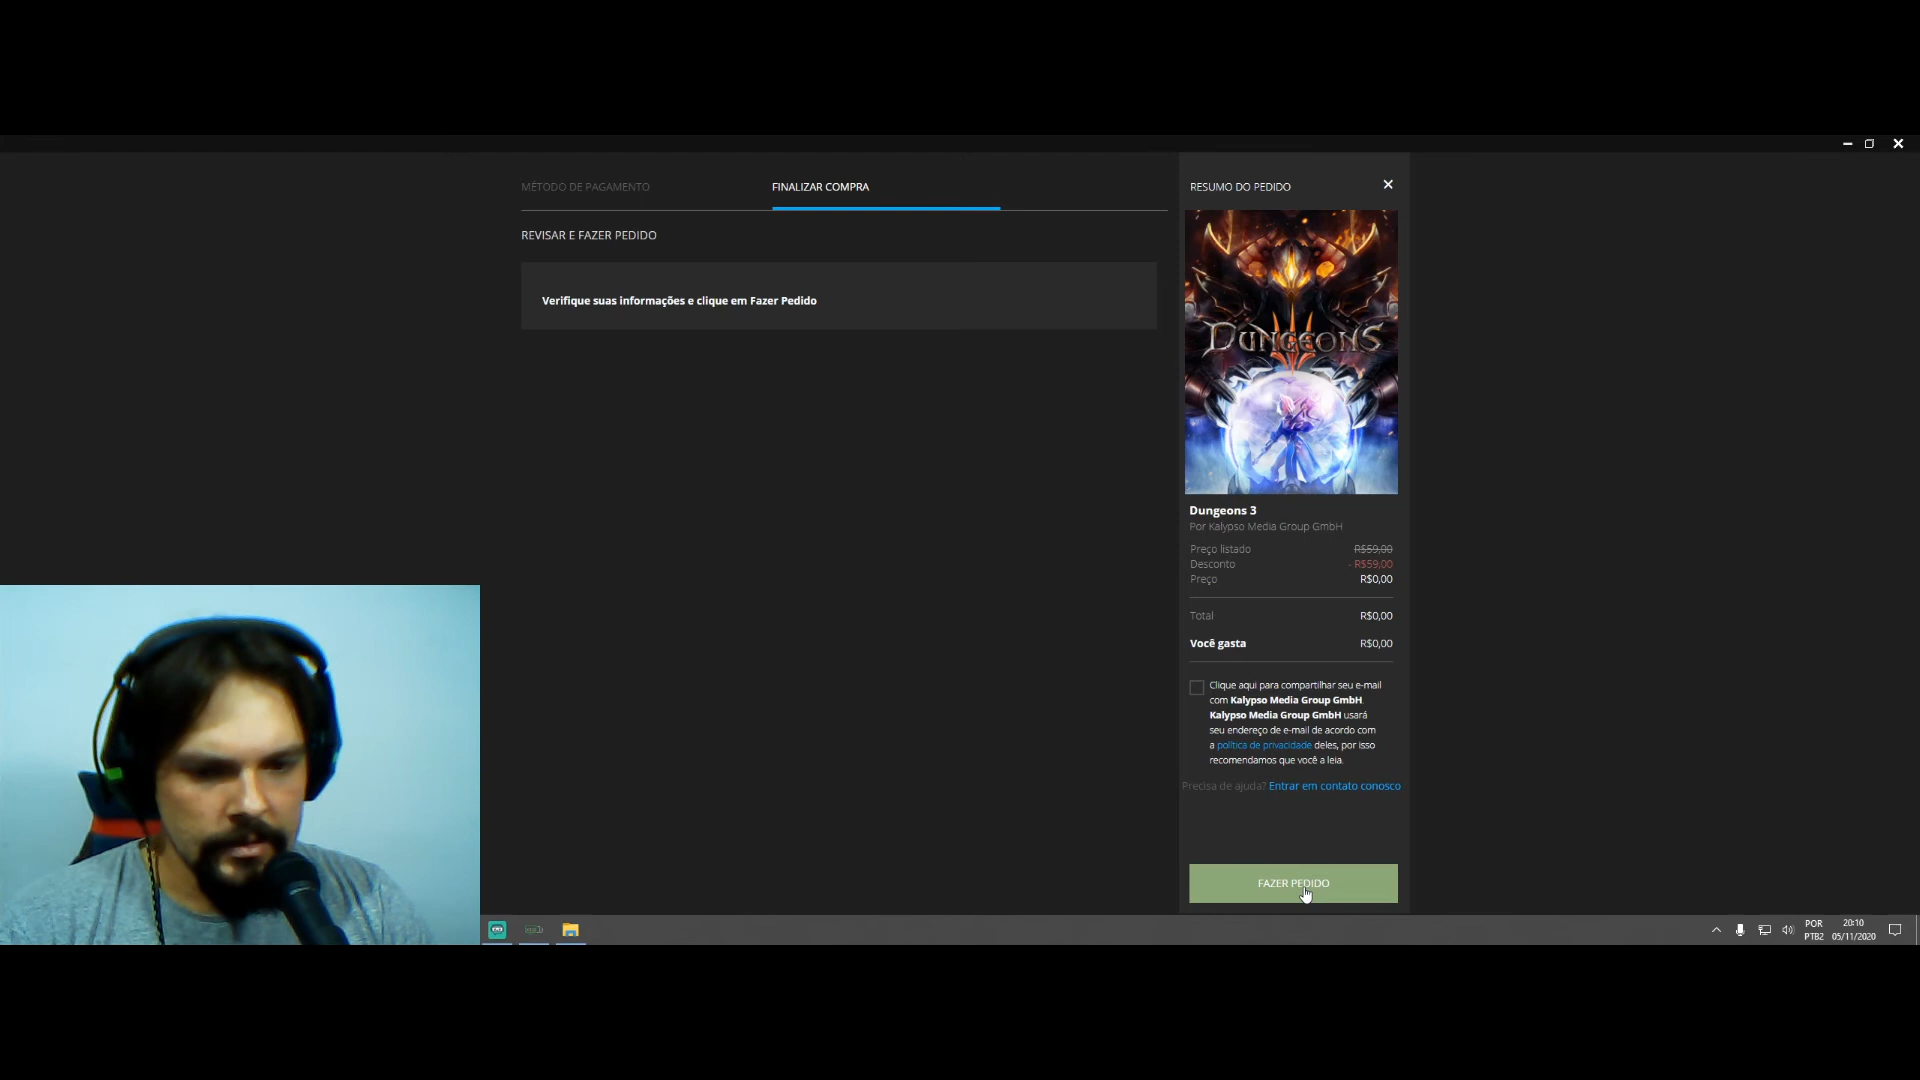 MÉTODO DE PAGAMENTO
FINALIZAR COMPRA
REVISAR E FAZER PEDIDO
Verifique suas informações e clique em Fazer Pedido
RESUMO DO PEDIDO
DUNGEONS
Dungeons 3
Por Kalypso Media Group GmbH
Preço listado R$59,00
Desconto - R$59,00
Preço R$0,00
Total R$0,00
Você gasta R$0,00
Clique aqui para compartilhar seu e-mail
com Kalypso Media Group GmbH.
Kalypso Media Group GmbH usará
seu endereço de e-mail de acordo com
a política de privacidade deles, por isso
recomendamos que você a leia.
Precisa de ajuda? Entrar em contato conosco
FAZER PEDIDO
POR
PTB2
20:10
05/11/2020